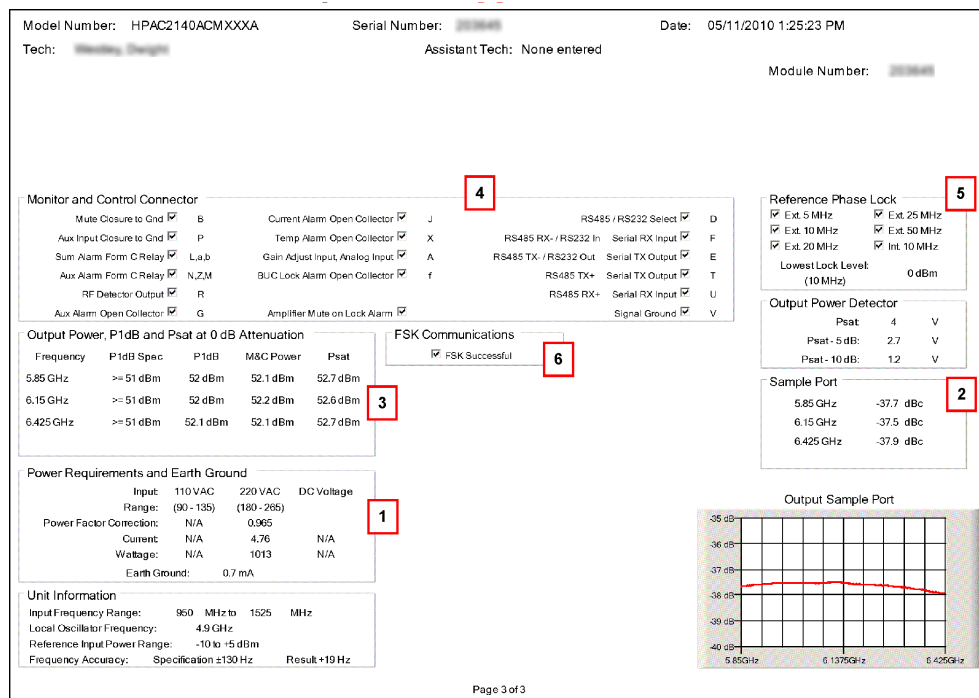 Model Number: HPAC2140ACMXXXA Serial Number: Date: 05/11/2010 1:25:23 PM
Tech: Assistant Tech: None entered
Module Number:
4
Monitor and Control Connector
Mute Closure to Gnd B Current Alarm Open Collector J RS485 / RS232 Select D
Aux Input Closure to Gnd P Temp Alarm Open Collector X RS485 RX- / RS232 In Serial RX Input F
Sum Alarm Form C Relay L,a,b Gain Adjust Input, Analog Input A RS485 TX- / RS232 Out Serial TX Output E
Aux Alarm Form C Relay N,Z,M BUC Lock Alarm Open Collector f RS485 TX+ Serial TX Output T
RF Detector Output R RS485 RX+ Serial RX Input U
Aux Alarm Open Collector G Amplifier Mute on Lock Alarm Signal Ground V
5
Reference Phase Lock
Ext. 5 MHz Ext. 25 MHz
Ext. 10 MHz Ext. 50 MHz
Ext. 20 MHz Int. 10 MHz
Lowest Lock Level: 0 dBm
(10 MHz)
Output Power Detector
Psat: 4 V
Psat - 5 dB: 2.7 V
Psat - 10 dB: 1.2 V
Output Power, P1dB and Psat at 0 dB Attenuation
Frequency P1dB Spec P1dB M&C Power Psat
5.85 GHz >= 51 dBm 52 dBm 52.1 dBm 52.7 dBm
6.15 GHz >= 51 dBm 52 dBm 52.2 dBm 52.6 dBm
6.425 GHz >= 51 dBm 52.1 dBm 52.1 dBm 52.7 dBm
3
FSK Communications
FSK Successful
6
Sample Port
2
5.85 GHz -37.7 dBc
6.15 GHz -37.5 dBc
6.425 GHz -37.9 dBc
Power Requirements and Earth Ground
Input: 110 VAC 220 VAC DC Voltage
Range: (90 - 135) (180 - 265)
Power Factor Correction: N/A 0.965
Current: N/A 4.76 N/A
Wattage: N/A 1013 N/A
Earth Ground: 0.7 mA
1
Unit Information
Input Frequency Range: 950 MHz to 1525 MHz
Local Oscillator Frequency: 4.9 GHz
Reference Input Power Range: -10 to +5 dBm
Frequency Accuracy: Specification ±130 Hz Result +19 Hz
Output Sample Port
-35 dB
-36 dB
-37 dB
-38 dB
-39 dB
-40 dB
5.85GHz 6.1375GHz 6.425GHz
Page 3 of 3